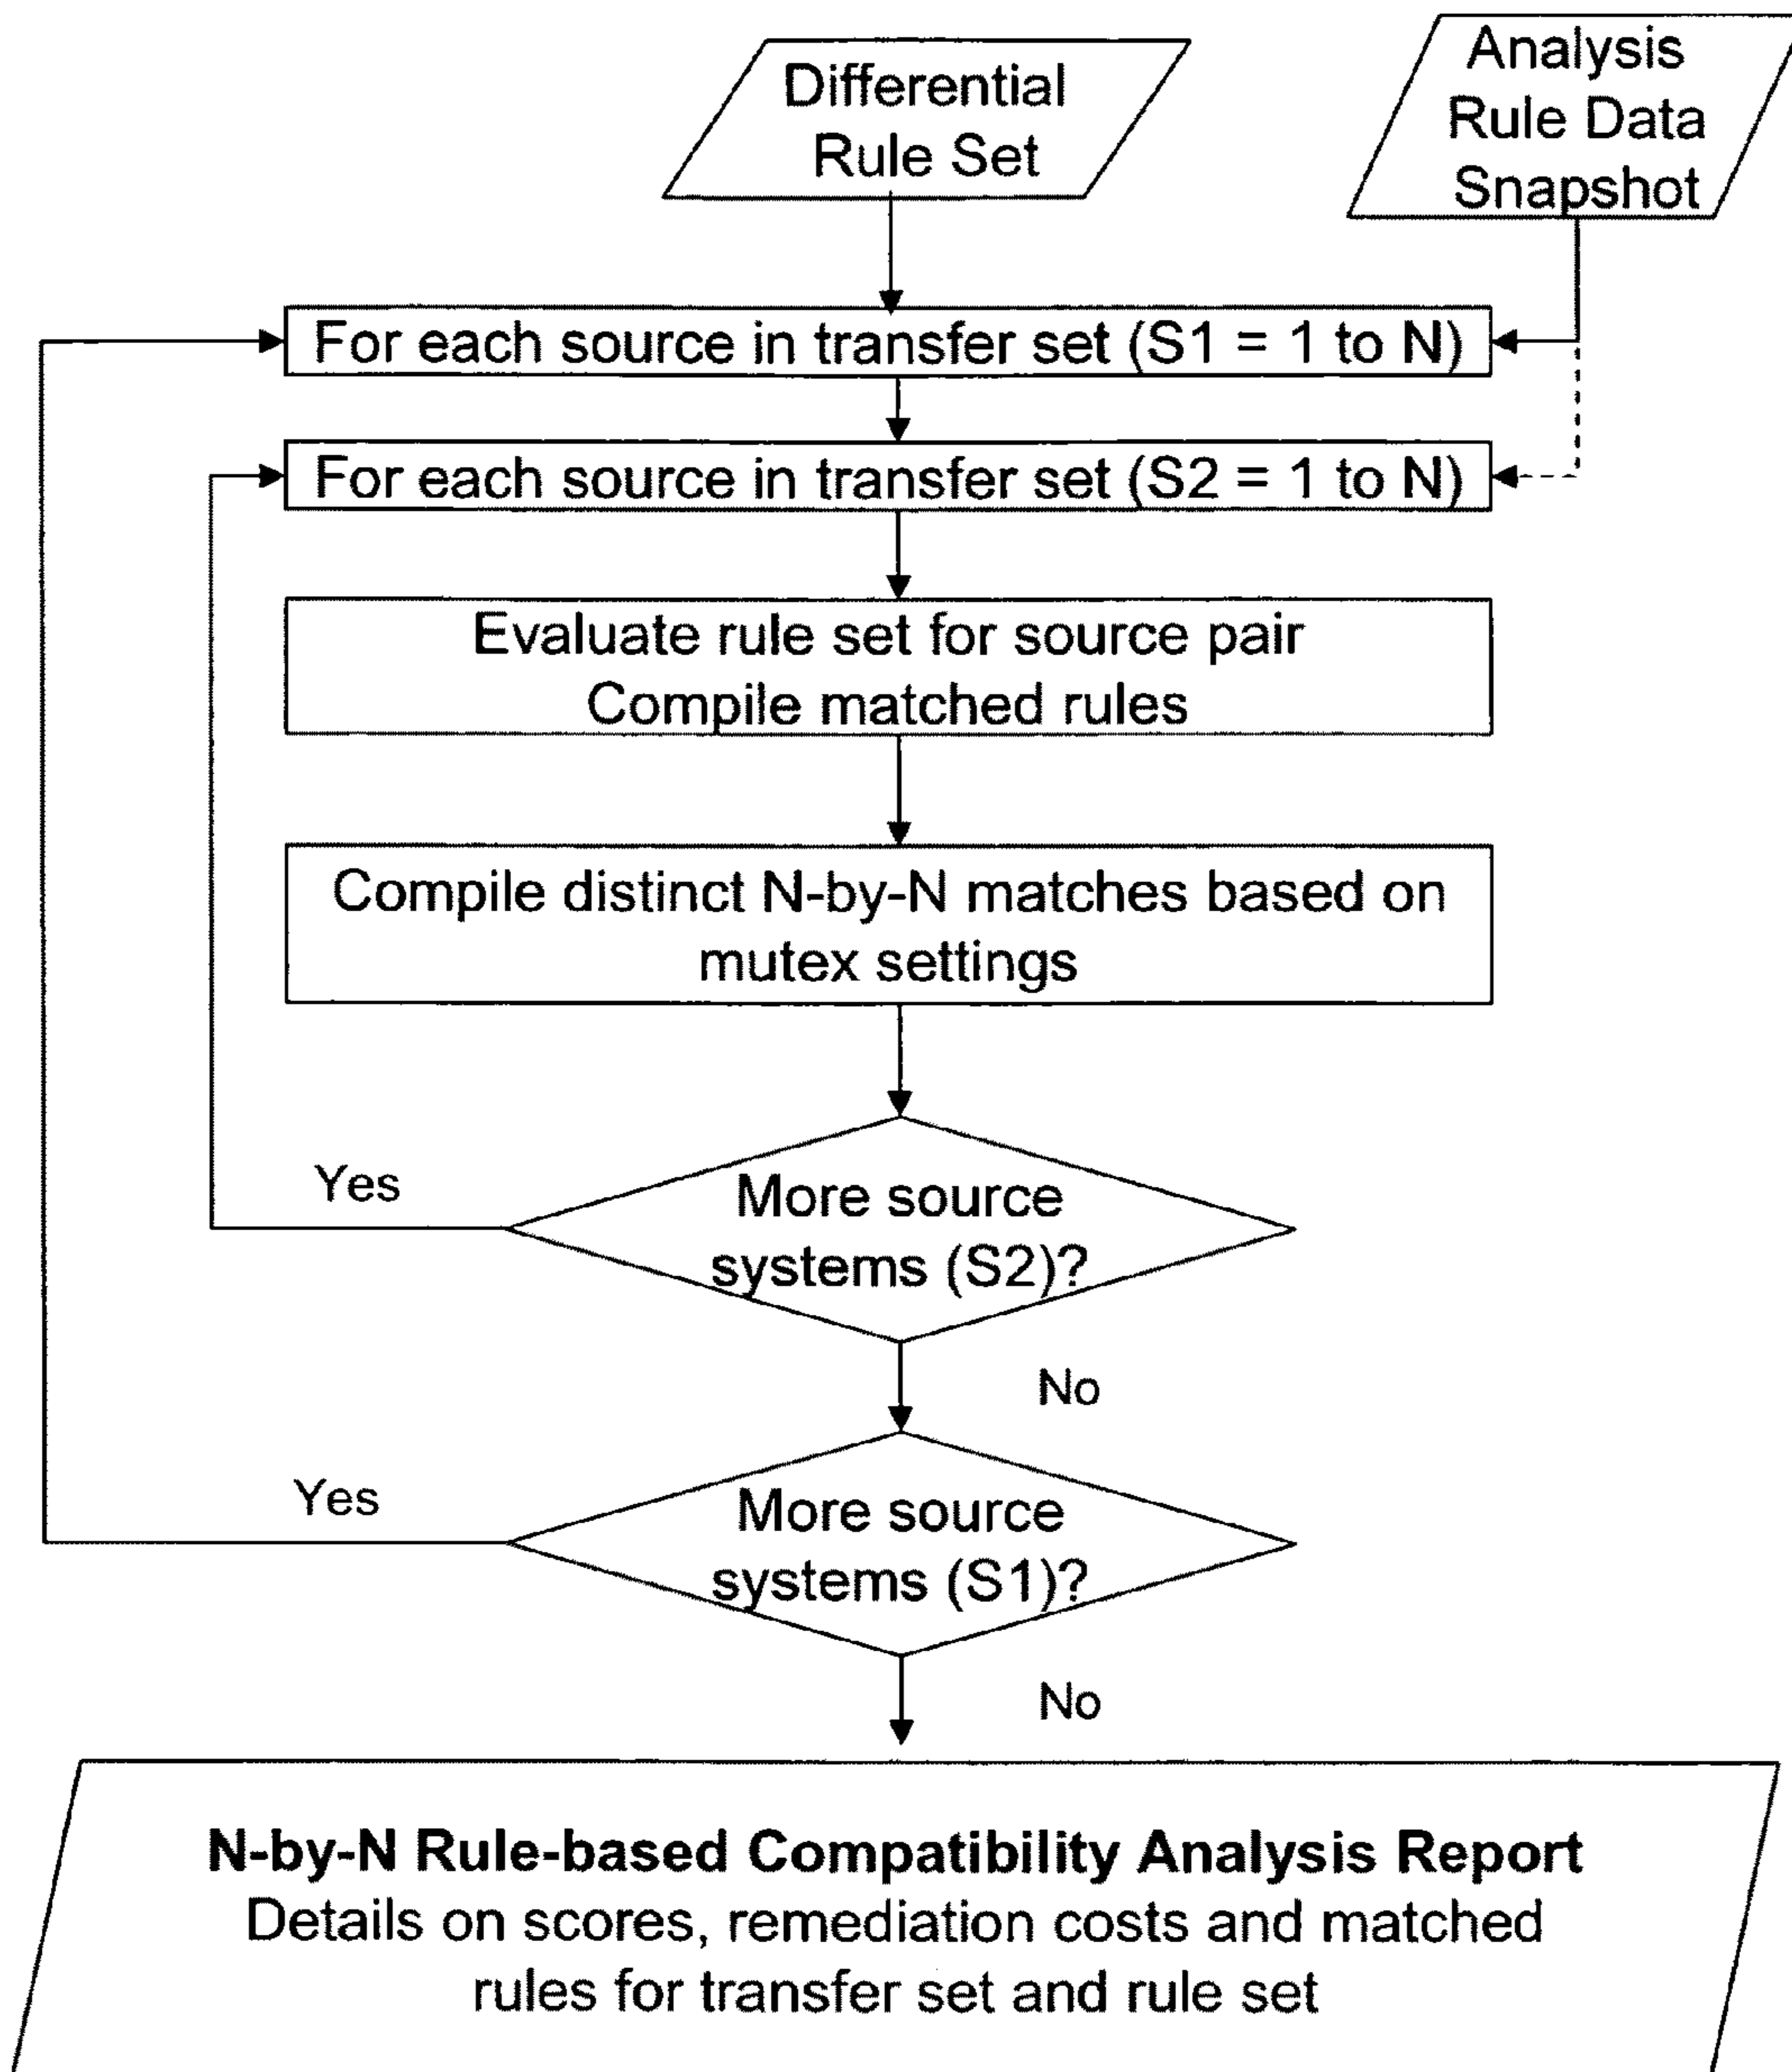 Differential
Rule Set
Analysis
Rule Data
Snapshot
For each source in transfer set (S1 = 1 to N)
For each source in transfer set (S2 = 1 to N)
Evaluate rule set for source pair
Compile matched rules
Compile distinct N-by-N matches based on
mutex settings
Yes
More source
systems (S2)?
No
Yes
More source
systems (S1)?
No
N-by-N Rule-based Compatibility Analysis Report
Details on scores, remediation costs and matched
rules for transfer set and rule set